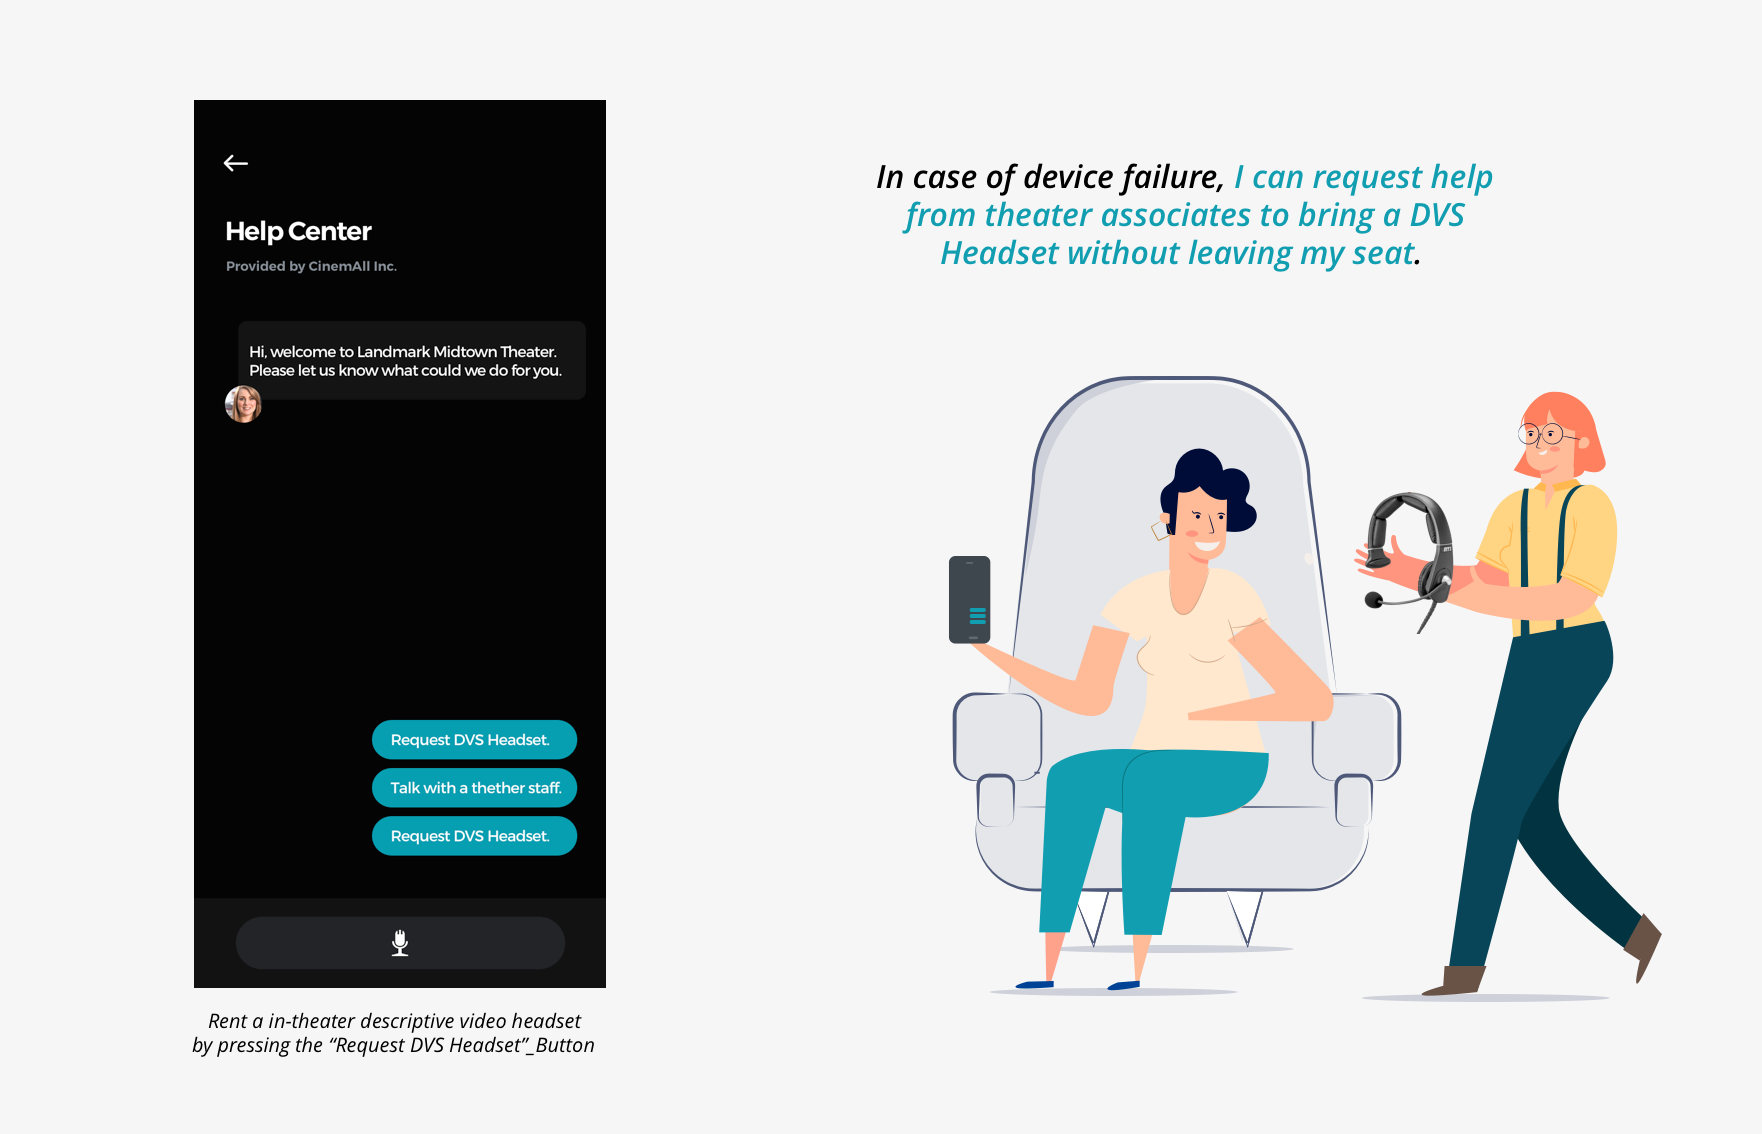 Help Center
Provided by CinemAll Inc.
Hi, welcome to Landmark Midtown Theater.
Please let us know what could we do for you.
Request DVS Headset.
Talk with a thether staff.
Request DVS Headset.
Rent a in-theater descriptive video headset
by pressing the “Request DVS Headset”_Button
In case of device failure, I can request help
from theater associates to bring a DVS
Headset without leaving my seat.